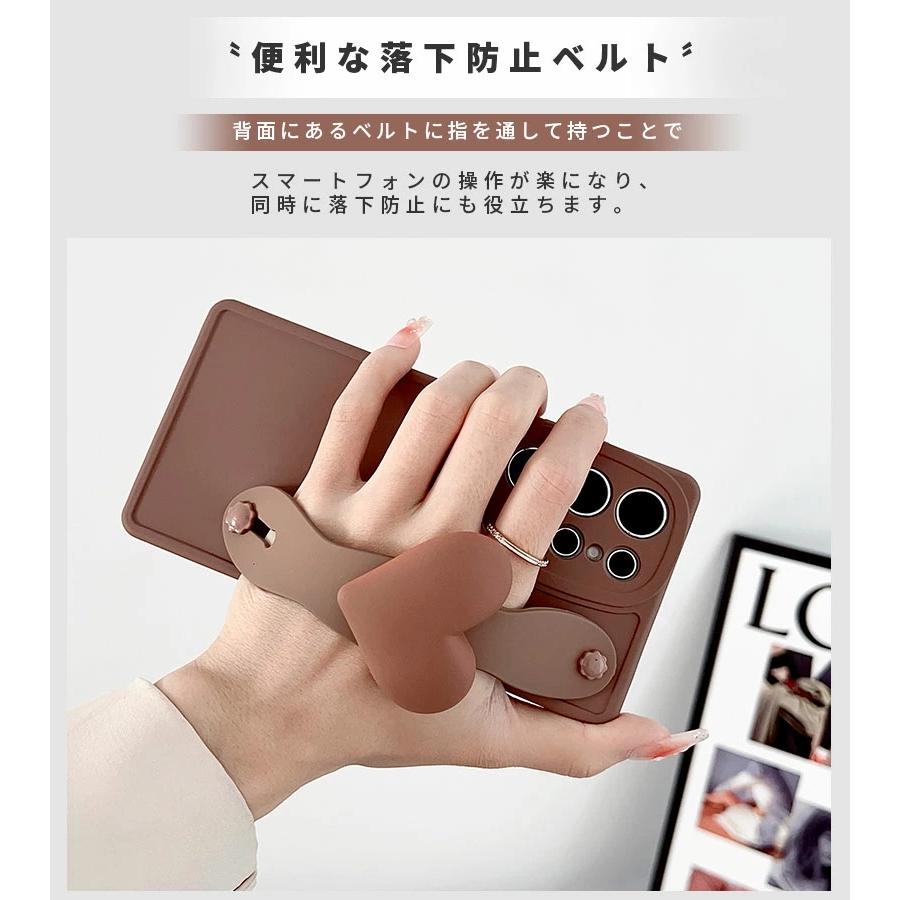 〝便利な落下防止ベルト〞
背面にあるベルトに指を通して持つことで
スマートフォンの操作が楽になり、
同時に落下防止にも役立ちます。
LO